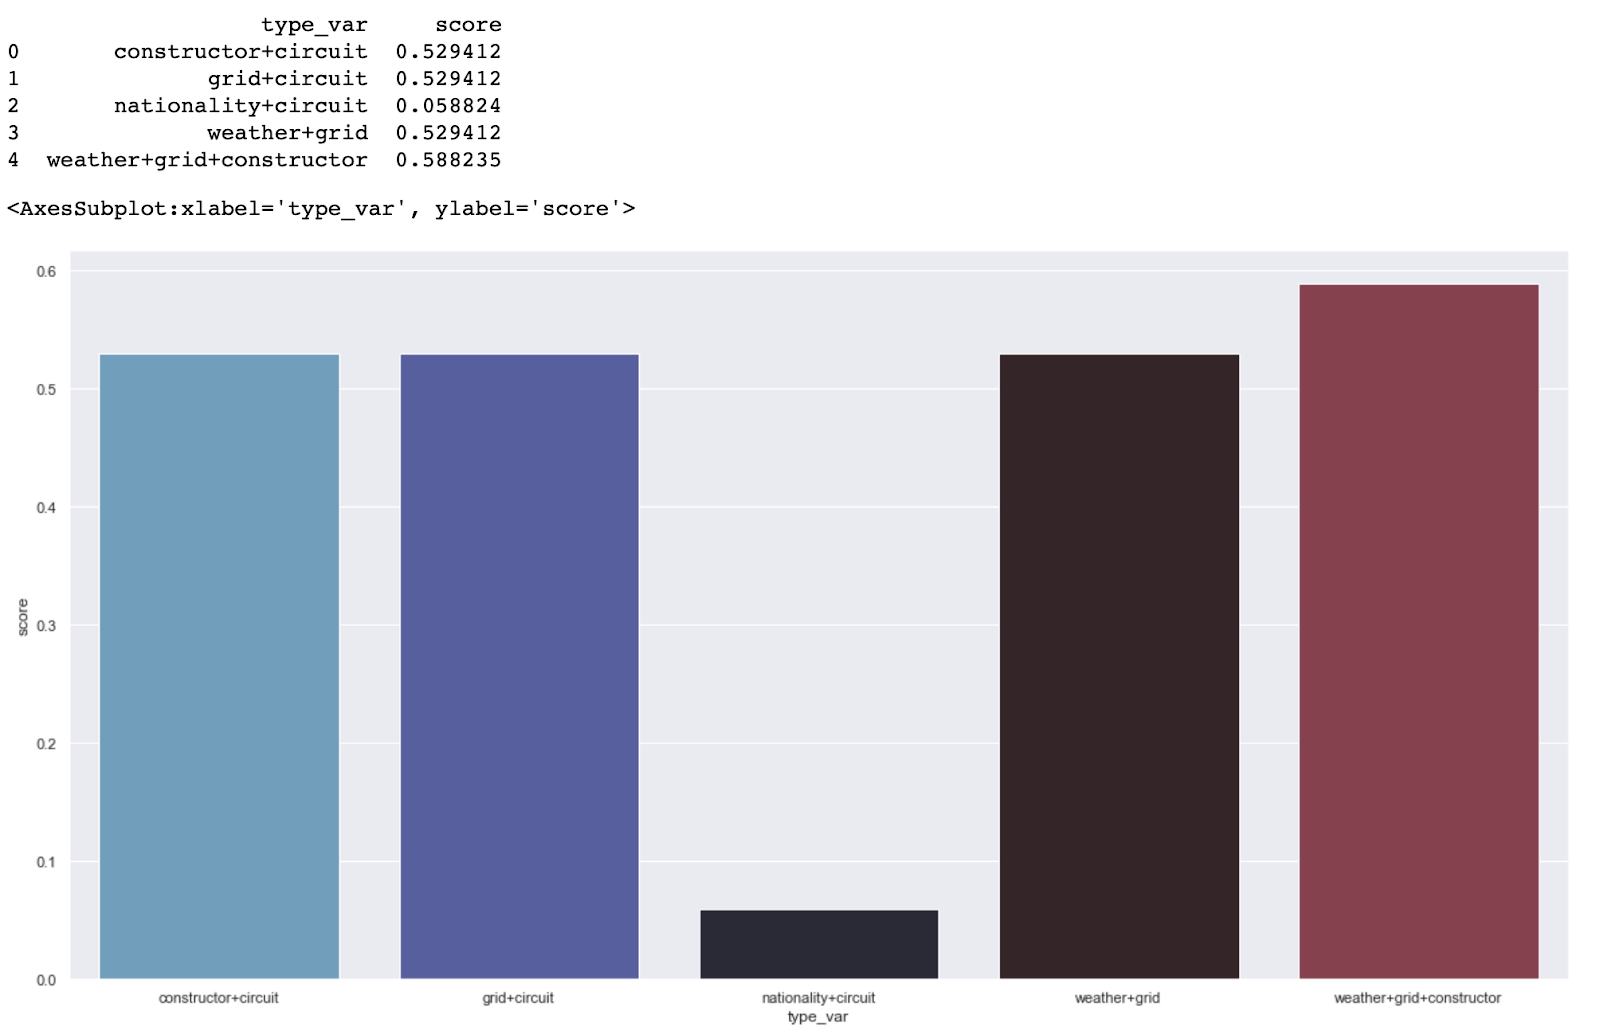 type_var score
0 constructor+circuit 0.529412
1 grid+circuit 0.529412
2 nationality+circuit 0.058824
3 weather+grid 0.529412
4 weather+grid+constructor 0.588235
<AxesSubplot:xlabel='type_var', ylabel='score'>
0.6
0.5
0.4
0.3
0.2
0.1
0.0
score
constructor+circuit grid+circuit nationality+circuit weather+grid weather+grid+constructor
type_var